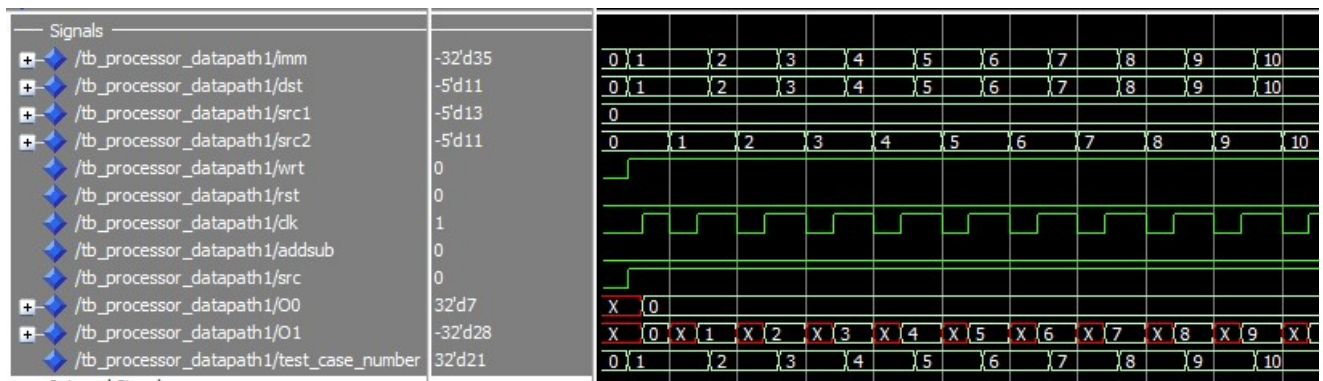 Signals
/tb_processor_datapath1/imm -32'd35 0 1 2 3 4 5 6 7 8 9 10
/tb_processor_datapath1/dst -5'd11 0 1 2 3 4 5 6 7 8 9 10
/tb_processor_datapath1/src1 -5'd13 0
/tb_processor_datapath1/src2 -5'd11 0 1 2 3 4 5 6 7 8 9 10
/tb_processor_datapath1/wrt 0
/tb_processor_datapath1/rst 0
/tb_processor_datapath1/clk 1
/tb_processor_datapath1/addsub 0
/tb_processor_datapath1/src 0
/tb_processor_datapath1/O0 32'd7 X 0
/tb_processor_datapath1/O1 -32'd28 X 0 X 1 X 2 X 3 X 4 X 5 X 6 X 7 X 8 X 9 X
/tb_processor_datapath1/test_case_number 32'd21 0 1 2 3 4 5 6 7 8 9 10